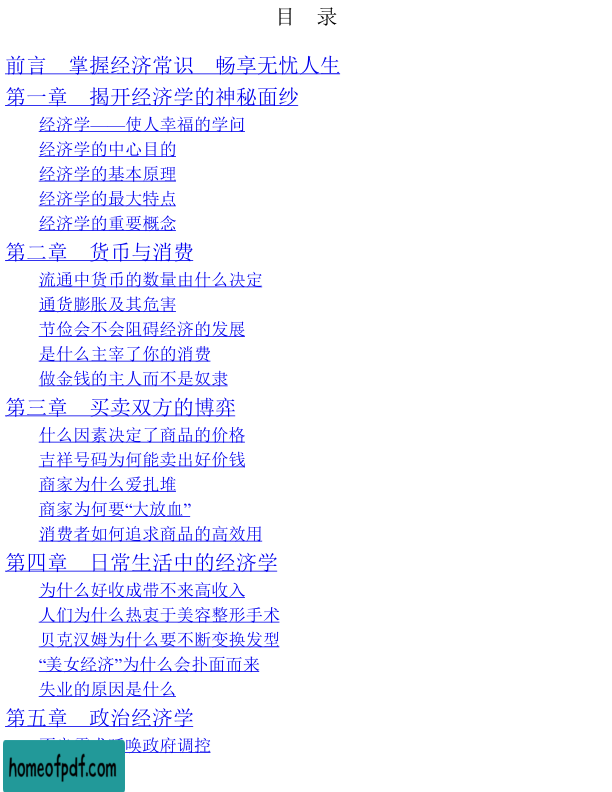 目 录
前言 掌握经济常识 畅享无忧人生
第一章 揭开经济学的神秘面纱
经济学——使人幸福的学问
经济学的中心目的
经济学的基本原理
经济学的最大特点
经济学的重要概念
第二章 货币与消费
流通中货币的数量由什么决定
通货膨胀及其危害
节俭会不会阻碍经济的发展
是什么主宰了你的消费
做金钱的主人而不是奴隶
第三章 买卖双方的博弈
什么因素决定了商品的价格
吉祥号码为何能卖出好价钱
商家为什么爱扎堆
商家为何要“大放血”
消费者如何追求商品的高效用
第四章 日常生活中的经济学
为什么好收成带不来高收入
人们为什么热衷于美容整形手术
贝克汉姆为什么要不断变换发型
“美女经济”为什么会扑面而来
失业的原因是什么
第五章 政治经济学
唤政府调控
homeofpdf.com